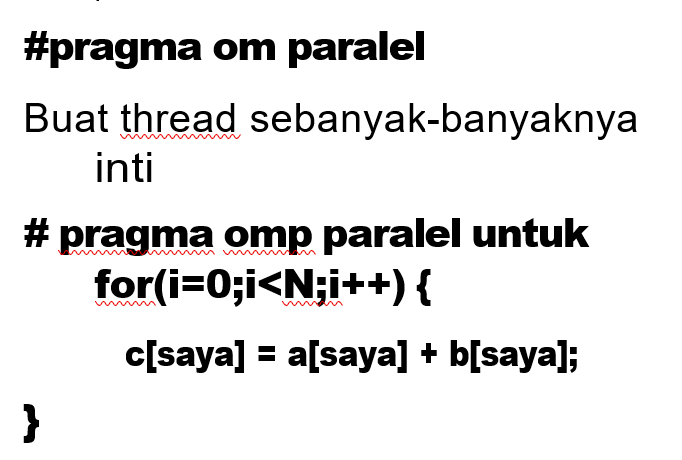 #pragma om paralel
Buat thread sebanyak-banyaknya
inti
# pragma omp paralel untuk
for(i=0;i<N;i++) {
c[saya] = a[saya] + b[saya];
}